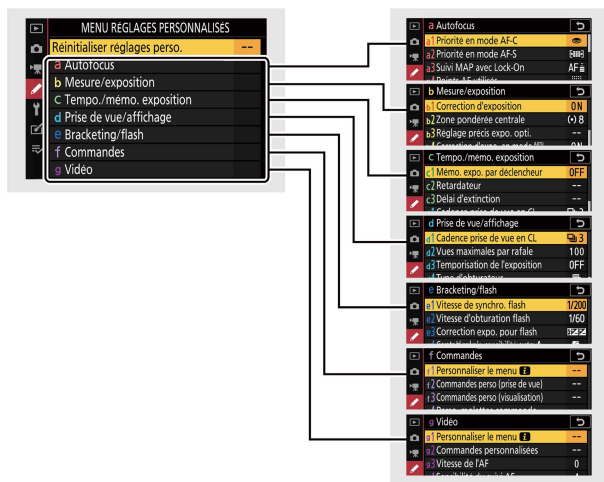 MENU RÉGLAGES PERSONNALISÉS
Réinitialiser réglages perso. --
a Autofocus
b Mesure/exposition
c Tempo./mémo. exposition
d Prise de vue/affichage
e Bracketing/flash
f Commandes
g Vidéo
a Autofocus
a1 Priorité en mode AF-C
a2 Priorité en mode AF-S
a3 Suivi MAP avec Lock-On AF
b Mesure/exposition
b1 Correction d'exposition ON
b2 Zone pondérée centrale (•) 8
b3 Réglage précis expo. opti. --
c Tempo./mémo. exposition
c1 Mémo. expo. par déclencheur OFF
c2 Retardateur --
c3 Délai d'extinction --
d Prise de vue/affichage
d1 Cadence prise de vue en CL 3
d2 Vues maximales par rafale 100
d3 Temporisation de l'exposition OFF
e Bracketing/flash
e1 Vitesse de synchro. flash 1/200
e2 Vitesse d'obturation flash 1/60
e3 Correction expo. pour flash
f Commandes
f1 Personnaliser le menu i --
f2 Commandes perso (prise de vue) --
f3 Commandes perso (visualisation) --
g Vidéo
g1 Personnaliser le menu i --
g2 Commandes personnalisées --
g3 Vitesse de l'AF 0